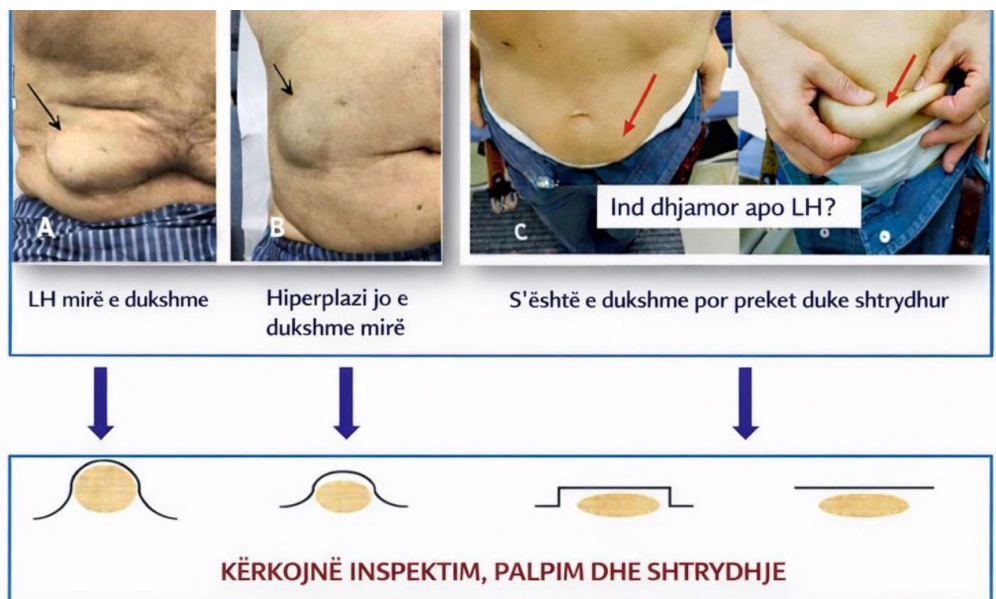 A
B
C
Ind dhjamor apo LH?
LH mirë e dukshme
Hiperplazi jo e
dukshme mirë
S'është e dukshme por preket duke shtrydhur
KËRKOJNË INSPEKTIM, PALPIM DHE SHTRYDHJE